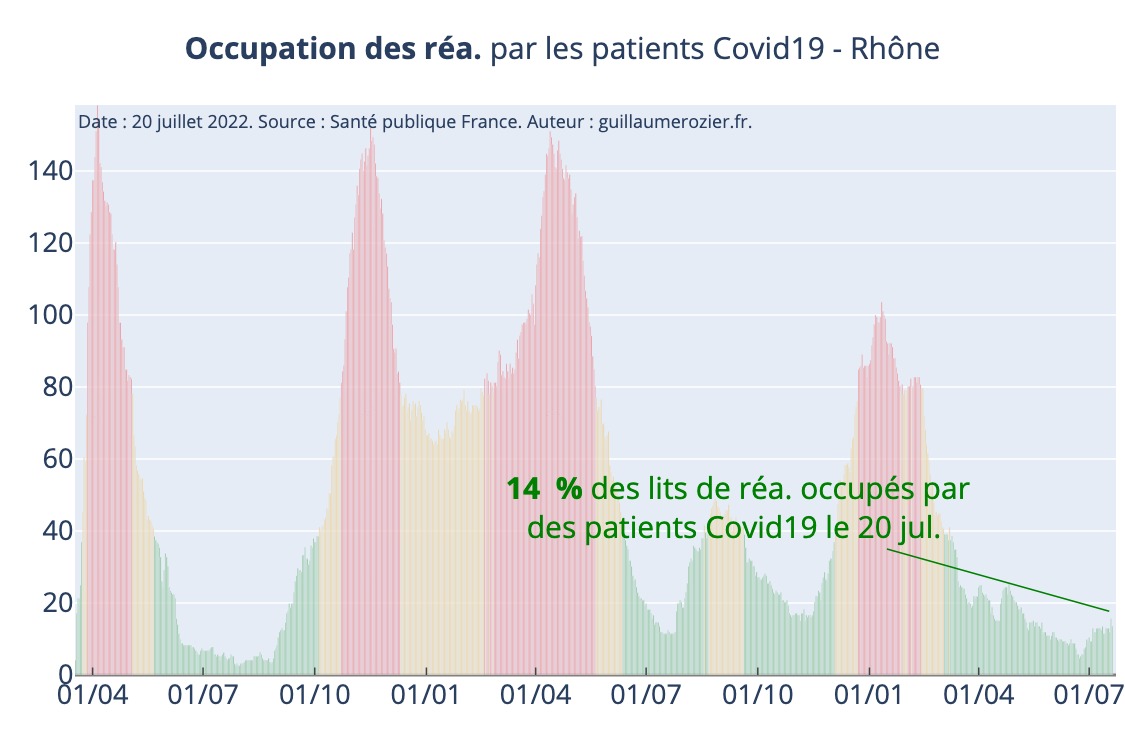 Occupation des réa. par les patients Covid19 - Rhône
Date : 20 juillet 2022. Source : Santé publique France. Auteur : guillaumerozier.fr.
140
120
100
80
60
14 % des lits de réa. occupés par
des patients Covid19 le 20 jul.
40
20
0
01/04 01/07 01/10 01/01 01/04 01/07 01/10 01/01 01/04 01/07